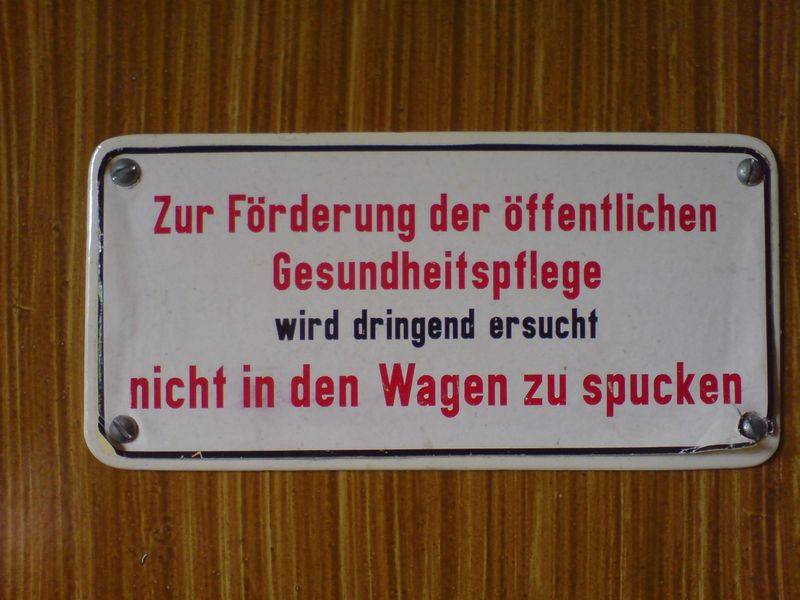 Zur Förderung der öffentlichen
Gesundheitspflege
wird dringend ersucht
nicht in den Wagen zu spucken